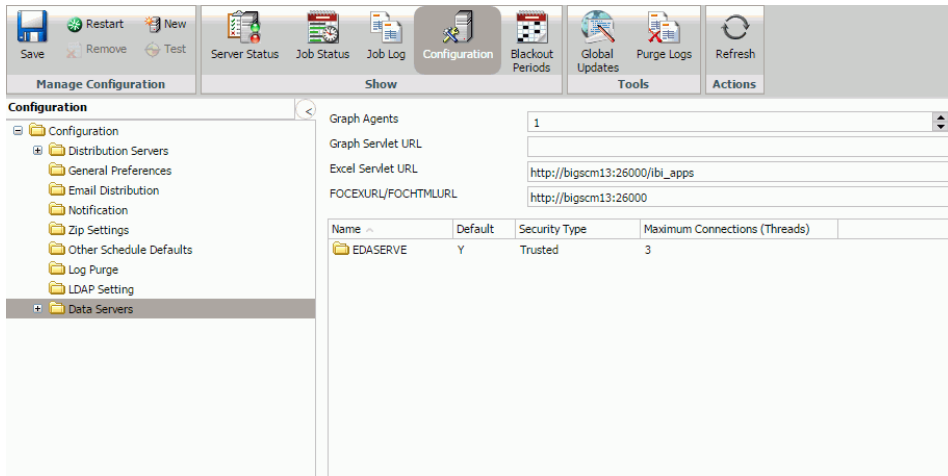 Save
Restart
New
Remove
Test
Manage Configuration
Server Status
Job Status
Job Log
Configuration
Blackout
Periods
Show
Global
Updates
Purge Logs
Tools
Refresh
Actions
Configuration
Configuration
Distribution Servers
General Preferences
Email Distribution
Notification
Zip Settings
Other Schedule Defaults
Log Purge
LDAP Setting
Data Servers
Graph Agents 1
Graph Servlet URL
Excel Servlet URL http://bigscm13:26000/ibi_apps
FOCEXURL/FOCHTMLURL http://bigscm13:26000
Name Default Security Type Maximum Connections (Threads)
EDASERVE Y Trusted 3